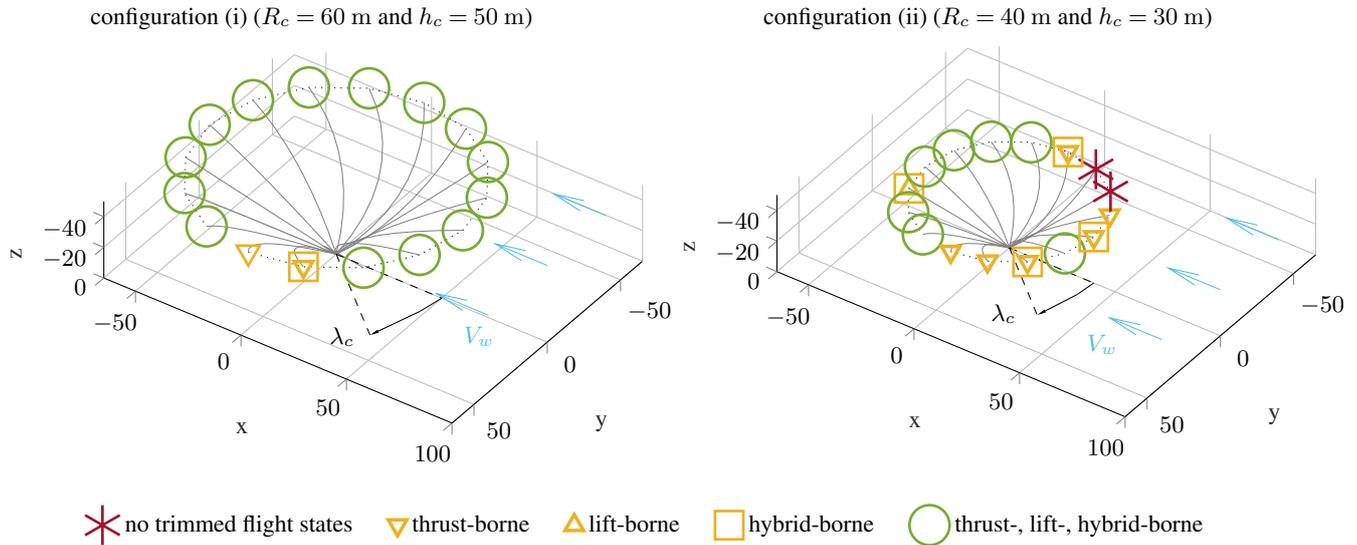 configuration (i) (R_c = 60 m and h_c = 50 m)
−40
−20
0
z
−50
0
50
100
x
−50
0
50
y
λ_c
V_w
configuration (ii) (R_c = 40 m and h_c = 30 m)
−40
−20
0
z
−50
0
50
100
x
−50
0
50
y
λ_c
V_w
no trimmed flight states thrust-borne lift-borne hybrid-borne thrust-, lift-, hybrid-borne